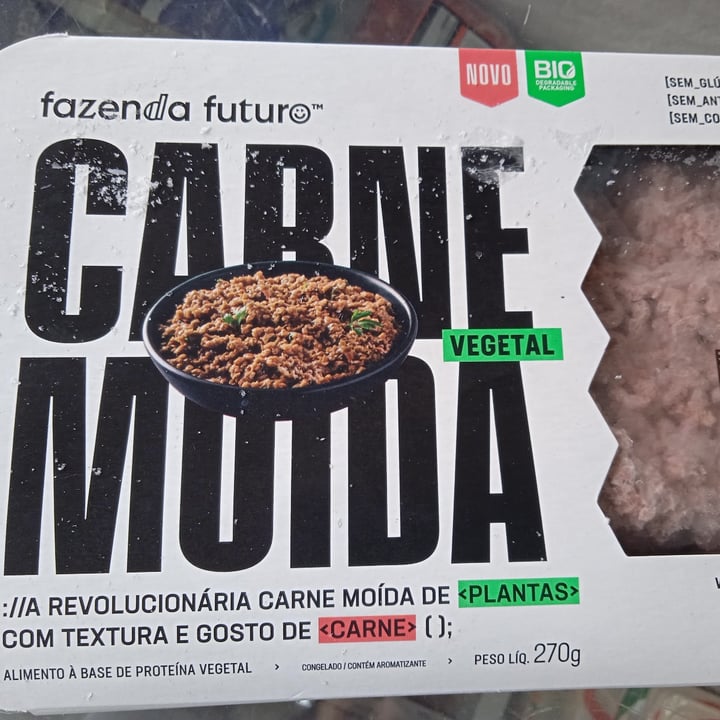 fazenda futuro™
NOVO
BIO
DEGRADABLE
PACKAGING
[SEM_GLÚ
[SEM_ANT
[SEM_CO
CARNE
VEGETAL
MOÍDA
://A REVOLUCIONÁRIA CARNE MOÍDA DE <PLANTAS>
COM TEXTURA E GOSTO DE <CARNE> ( );
ALIMENTO À BASE DE PROTEÍNA VEGETAL > CONGELADO / CONTÉM AROMATIZANTE > PESO LÍQ. 270g